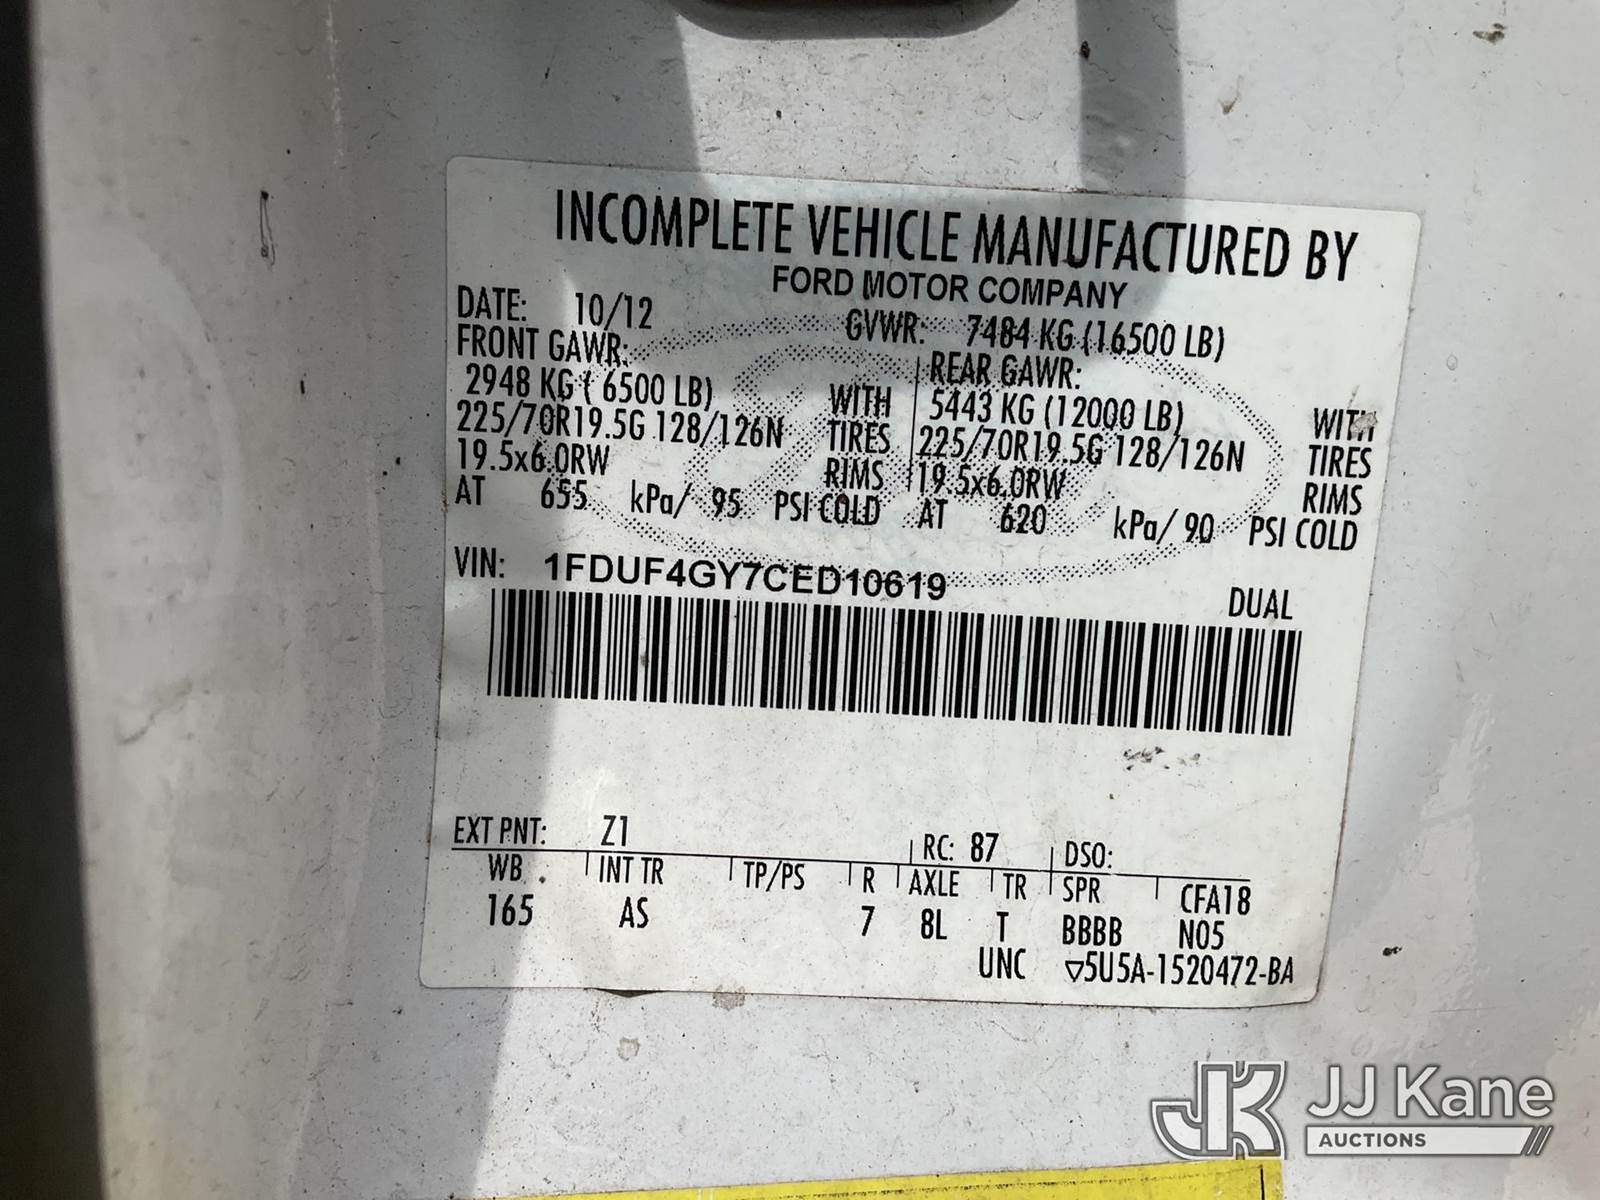 INCOMPLETE VEHICLE MANUFACTURED BY
FORD MOTOR COMPANY
DATE: 10/12 GVWR: 7484 KG (16500 LB)
FRONT GAWR: REAR GAWR:
2948 KG ( 6500 LB) WITH 5443 KG (12000 LB) WITH
225/70R19.5G 128/126N TIRES 225/70R19.5G 128/126N TIRES
19.5x6.0RW RIMS 19.5x6.0RW RIMS
AT 655 kPa/ 95 PSI COLD AT 620 kPa/ 90 PSI COLD
VIN: 1FDUF4GY7CED10619 DUAL
EXT PNT: Z1 RC: 87 DSO:
WB INT TR TP/PS R AXLE TR SPR CFA18
165 AS 7 8L T BBBB N05
UNC ▽5U5A-1520472-BA
JK JJ Kane
AUCTIONS